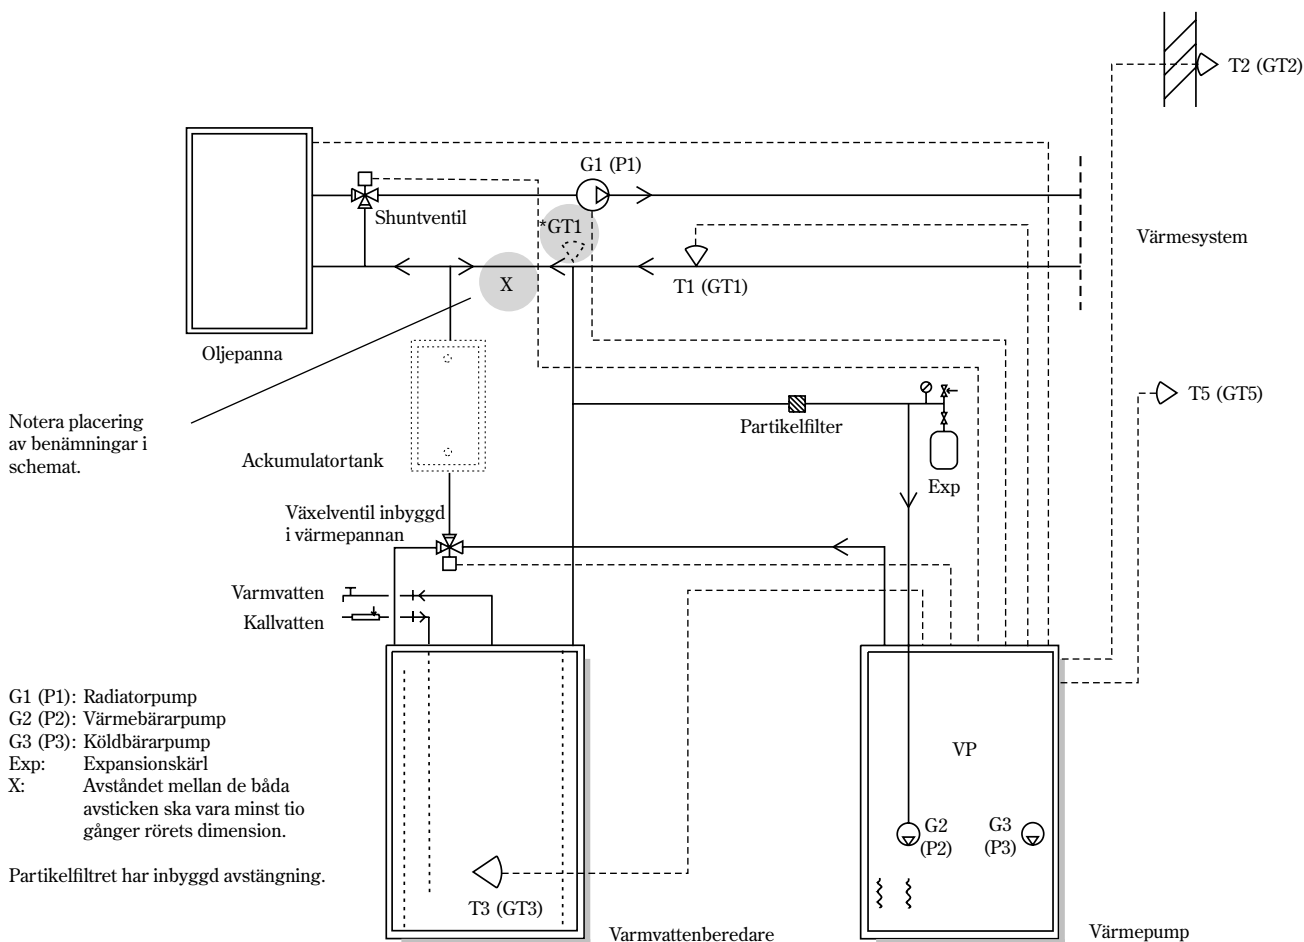 T2 (GT2)
G1 (P1)
Shuntventil
*GT1
Värmesystem
X
T1 (GT1)
Oljepanna
T5 (GT5)
Notera placering
av benämningar i
schemat.
Partikelfilter
Ackumulatortank
Exp
Växelventil inbyggd
i värmepannan
Varmvatten
Kallvatten
G1 (P1): Radiatorpump
G2 (P2): Värmebärarpump
G3 (P3): Köldbärarpump
Exp: Expansionskärl
X: Avståndet mellan de båda
avsticken ska vara minst tio
gånger rörets dimension.
Partikelfiltret har inbyggd avstängning.
VP
G2
(P2)
G3
(P3)
T3 (GT3)
Varmvattenberedare
Värmepump